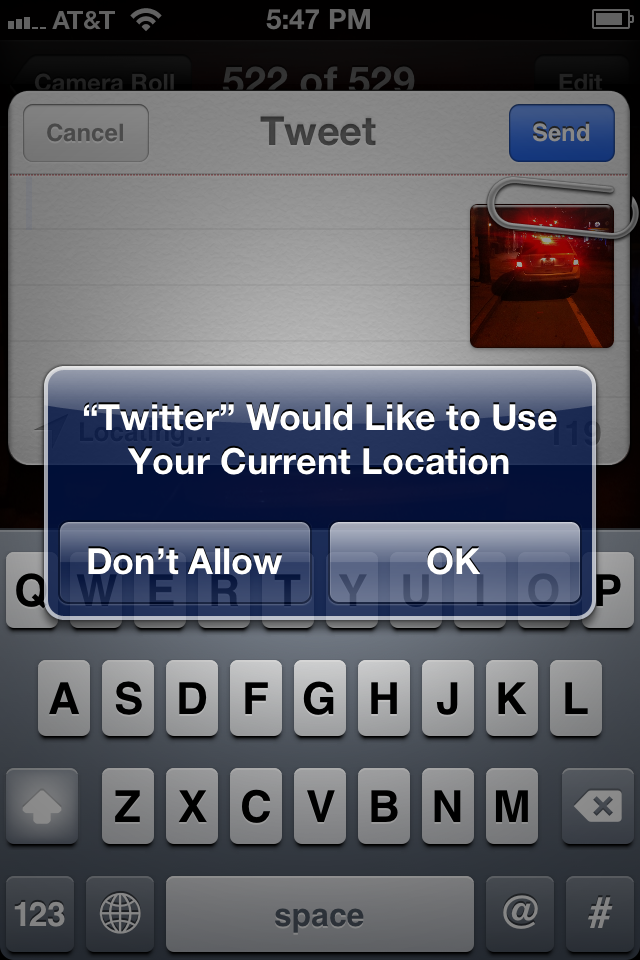 AT&T 5:47 PM
Camera Roll 522 of 529 Edit
Cancel Tweet Send
“Twitter” Would Like to Use
Locating... 119
Your Current Location
Don’t Allow OK
Q W E R T Y U I O P
A S D F G H J K L
Z X C V B N M
123 space @ #